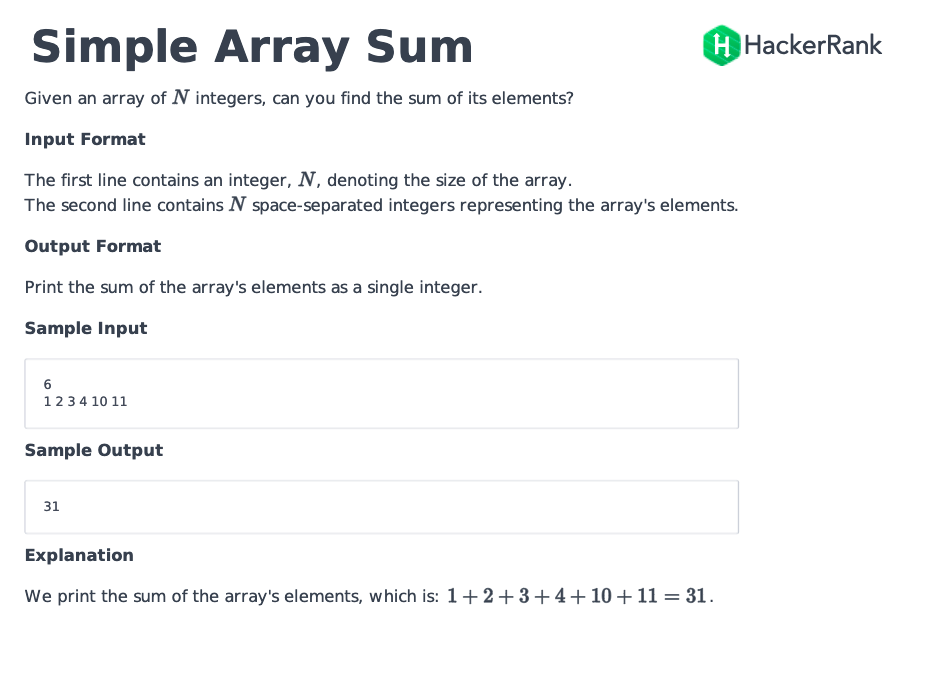 Simple Array Sum
HackerRank
Given an array of N integers, can you find the sum of its elements?
Input Format
The first line contains an integer, N, denoting the size of the array.
The second line contains N space-separated integers representing the array's elements.
Output Format
Print the sum of the array's elements as a single integer.
Sample Input
6
1 2 3 4 10 11
Sample Output
31
Explanation
We print the sum of the array's elements, which is: 1 + 2 + 3 + 4 + 10 + 11 = 31.